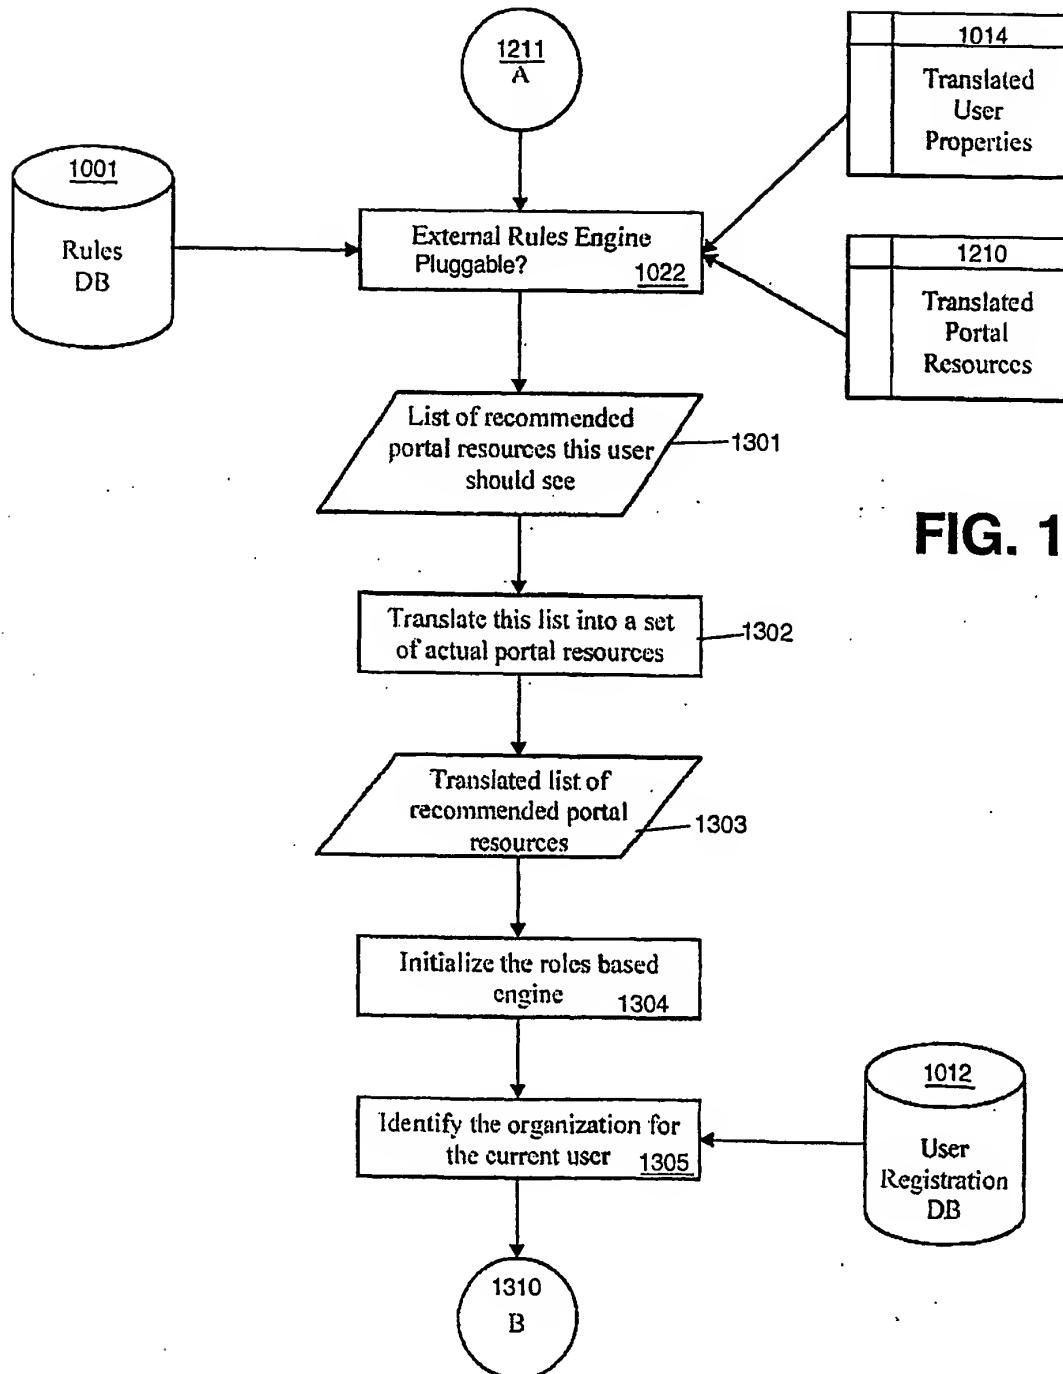 1211
A
1014
Translated
User
Properties
1001
Rules
DB
External Rules Engine
Pluggable?
1022
1210
Translated
Portal
Resources
List of recommended
portal resources this user
should see
1301
FIG. 1
Translate this list into a set
of actual portal resources
1302
Translated list of
recommended portal
resources
1303
Initialize the roles based
engine
1304
Identify the organization for
the current user
1305
1012
User
Registration
DB
1310
B